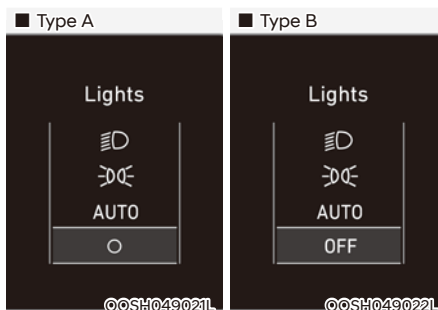 ■ Type A
Lights
AUTO
O
OOSH049021L
■ Type B
Lights
AUTO
OFF
OOSH049022L